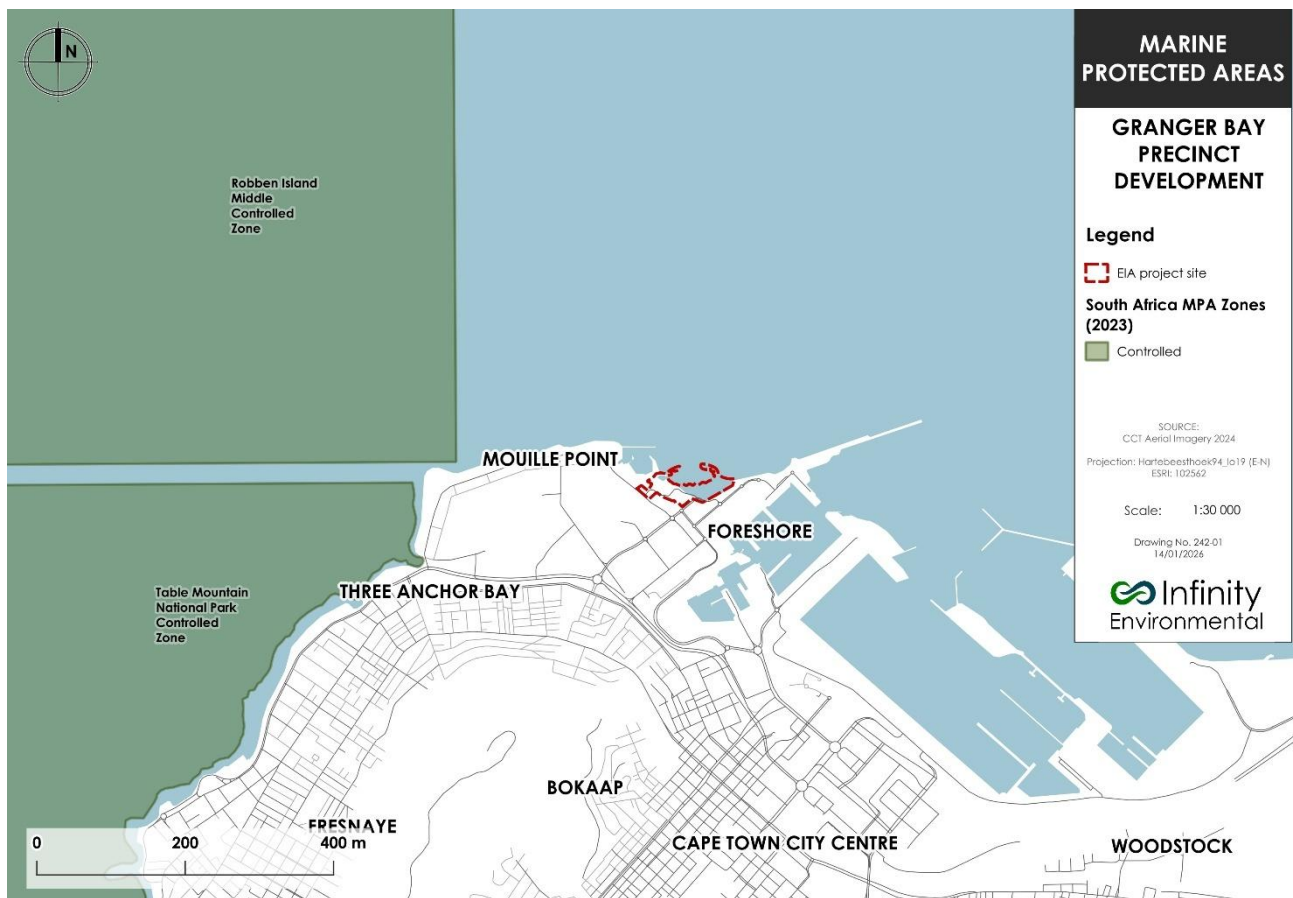 N
MARINE
PROTECTED AREAS
GRANGER BAY
PRECINCT
DEVELOPMENT
Legend
EIA project site
South Africa MPA Zones
(2023)
Controlled
SOURCE:
CCT Aerial Imagery 2024
Projection: Hartebeesthoek94_lo19 (E-N)
ESRI: 102562
Scale: 1:30 000
Drawing No. 242-01
14/01/2026
Infinity
Environmental
Robben Island
Middle
Controlled
Zone
MOUILLE POINT
FORESHORE
THREE ANCHOR BAY
Table Mountain
National Park
Controlled
Zone
BOKAAP
FRESNAYE
CAPE TOWN CITY CENTRE
WOODSTOCK
0 200 400 m